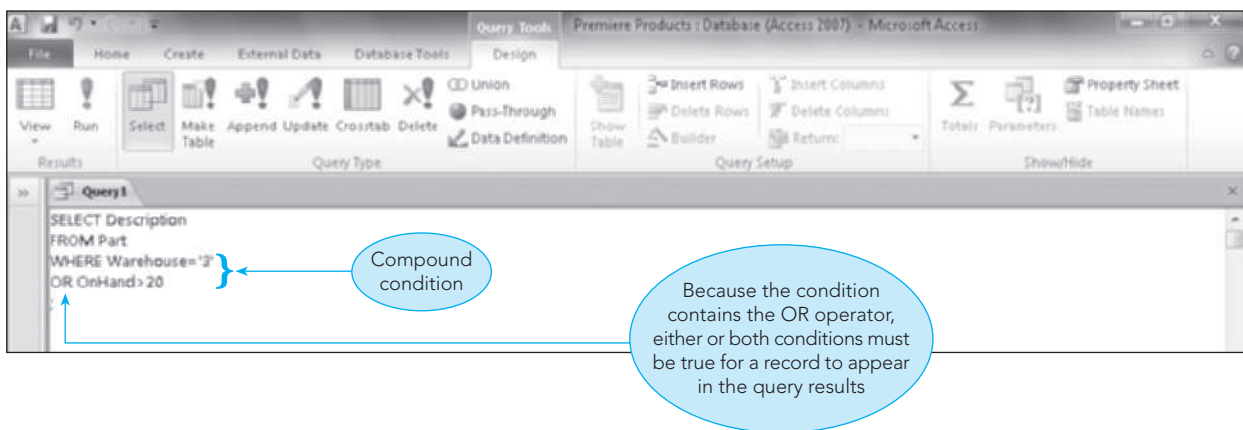 Query Tools
Premiere Products : Database (Access 2007) - Microsoft Access
File Home Create External Data Database Tools Design
View
Run
Select
Make Table
Append
Update
Crosstab
Delete
Union
Pass-Through
Data Definition
Show Table
Insert Rows
Delete Rows
Builder
Insert Columns
Delete Columns
Return:
Totals
Parameters
Property Sheet
Table Names
Results
Query Type
Query Setup
Show/Hide
Query1
SELECT Description
FROM Part
WHERE Warehouse='3'
OR OnHand>20
;
Compound
condition
Because the condition
contains the OR operator,
either or both conditions must
be true for a record to appear
in the query results